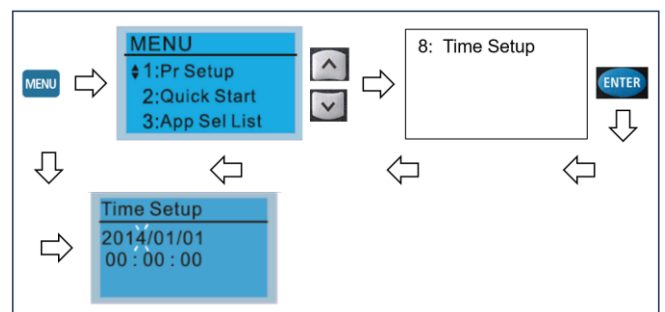 MENU
MENU
1:Pr Setup
2:Quick Start
3:App Sel List
8: Time Setup
ENTER
Time Setup
2014/01/01
00 : 00 : 00